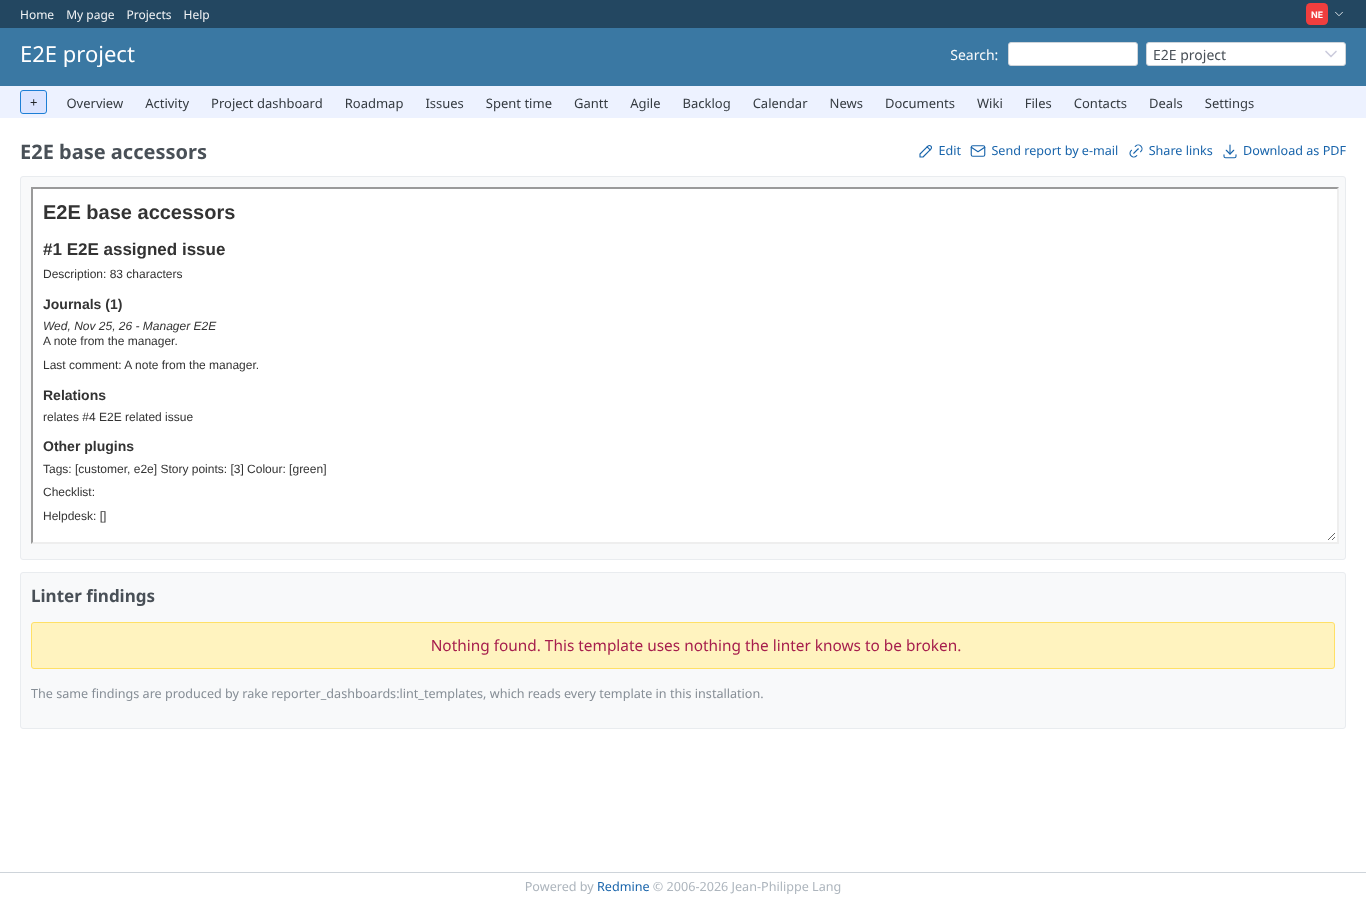 Home My page Projects Help
NE
E2E project
Search:
E2E project
+ Overview Activity Project dashboard Roadmap Issues Spent time Gantt Agile Backlog Calendar News Documents Wiki Files Contacts Deals Settings
E2E base accessors
Edit Send report by e-mail Share links Download as PDF
E2E base accessors
#1 E2E assigned issue
Description: 83 characters
Journals (1)
Wed, Nov 25, 26 - Manager E2E
A note from the manager.
Last comment: A note from the manager.
Relations
relates #4 E2E related issue
Other plugins
Tags: [customer, e2e] Story points: [3] Colour: [green]
Checklist:
Helpdesk: []
Linter findings
Nothing found. This template uses nothing the linter knows to be broken.
The same findings are produced by rake reporter_dashboards:lint_templates, which reads every template in this installation.
Powered by Redmine © 2006-2026 Jean-Philippe Lang